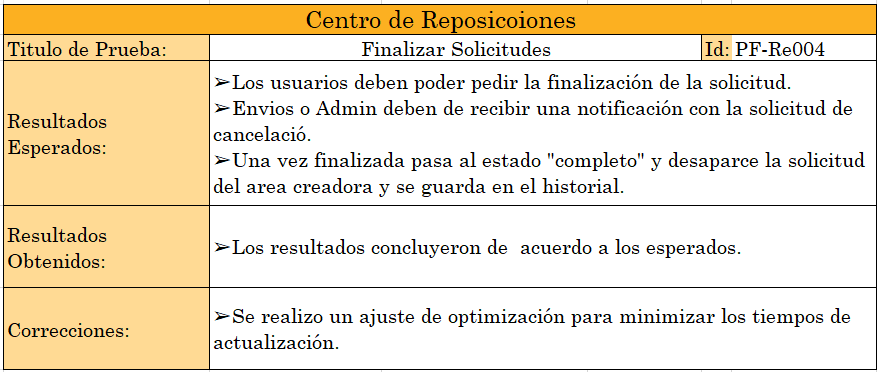 Centro de Reposicoiones
Titulo de Prueba: Finalizar Solicitudes Id: PF-Re004
Resultados Esperados:
➢Los usuarios deben poder pedir la finalización de la solicitud.
➢Envios o Admin deben de recibir una notificación con la solicitud de
cancelació.
➢Una vez finalizada pasa al estado "completo" y desaparce la solicitud
del area creadora y se guarda en el historial.
Resultados Obtenidos:
➢Los resultados concluyeron de  acuerdo a los esperados.
Correcciones:
➢Se realizo un ajuste de optimización para minimizar los tiempos de
actualización.